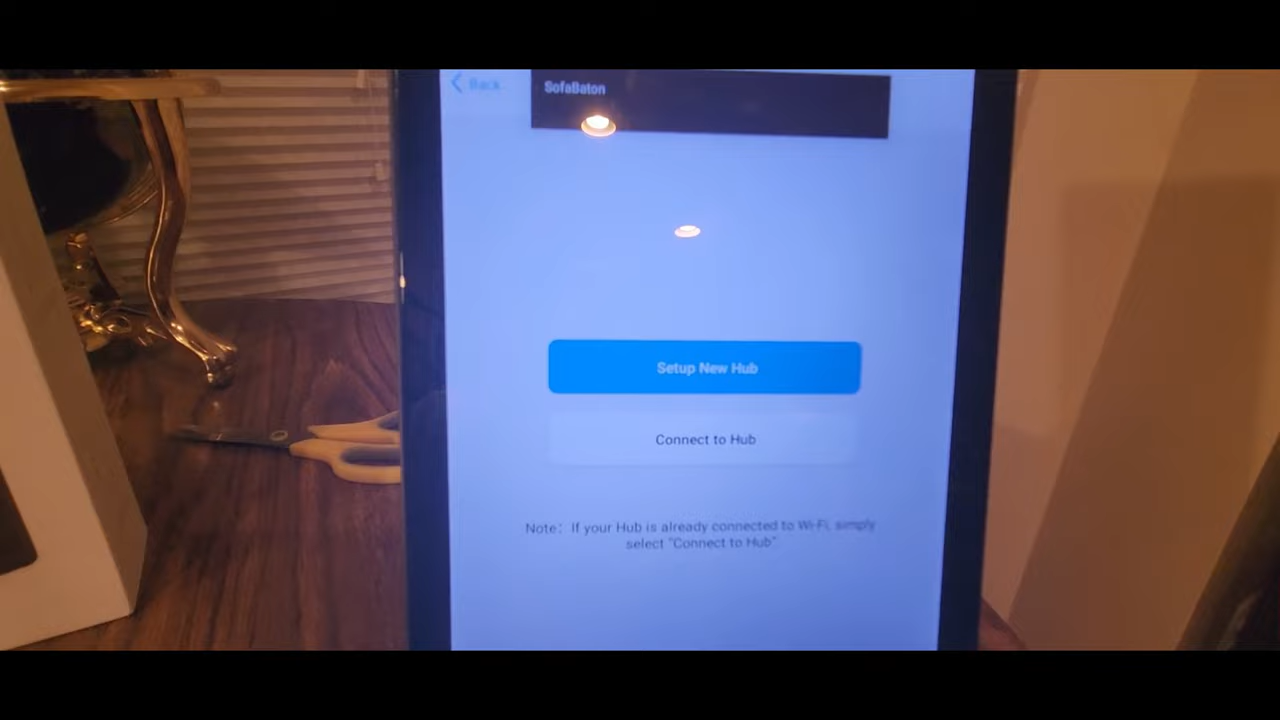 Back
SofaBaton
Setup New Hub
Connect to Hub
Note: If your Hub is already connected to Wi-Fi, simply
select "Connect to Hub"